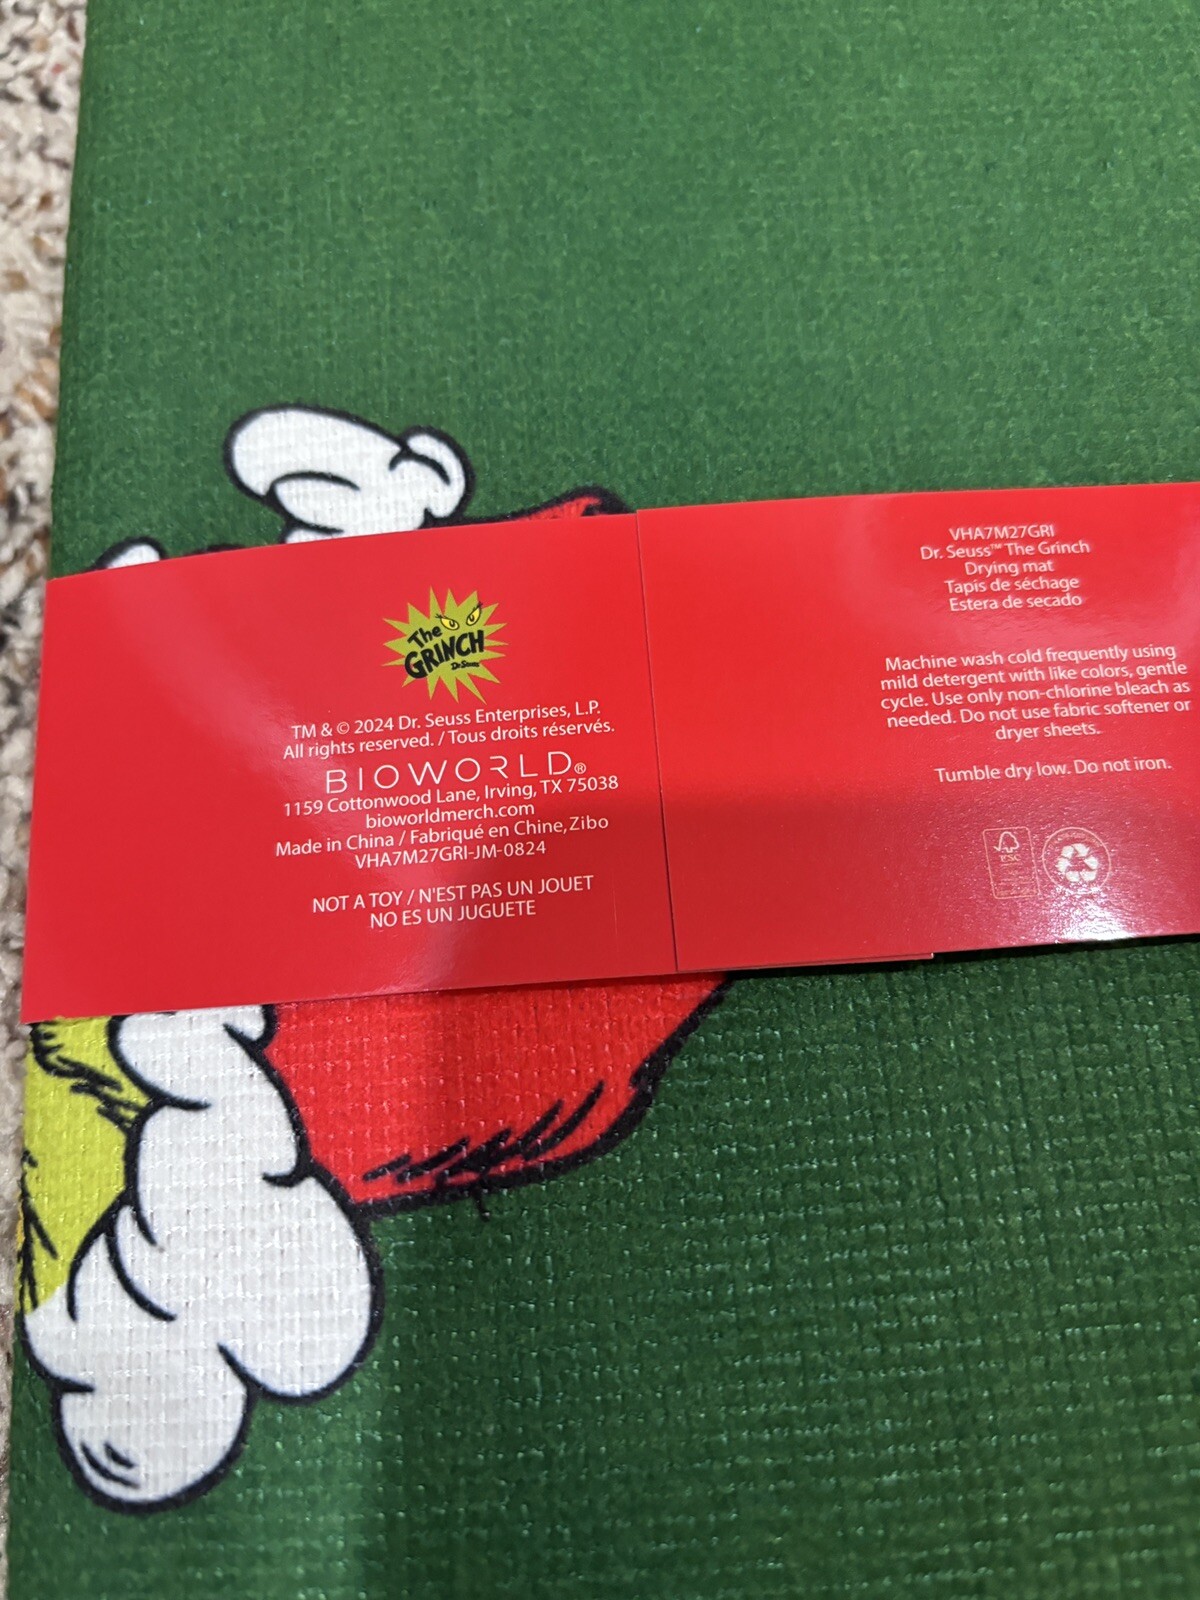 The
GRINCH
Dr. Seuss
TM & © 2024 Dr. Seuss Enterprises, L.P.
All rights reserved. / Tous droits réservés.
BIOWORLD®
1159 Cottonwood Lane, Irving, TX 75038
bioworldmerch.com
Made in China / Fabriqué en Chine, Zibo
VHA7M27GRI-JM-0824
NOT A TOY / N'EST PAS UN JOUET
NO ES UN JUGUETE
VHA7M27GRI
Dr. Seuss™ The Grinch
Drying mat
Tapis de séchage
Estera de secado
Machine wash cold frequently using
mild detergent with like colors, gentle
cycle. Use only non-chlorine bleach as
needed. Do not use fabric softener or
dryer sheets.
Tumble dry low. Do not iron.
FSC